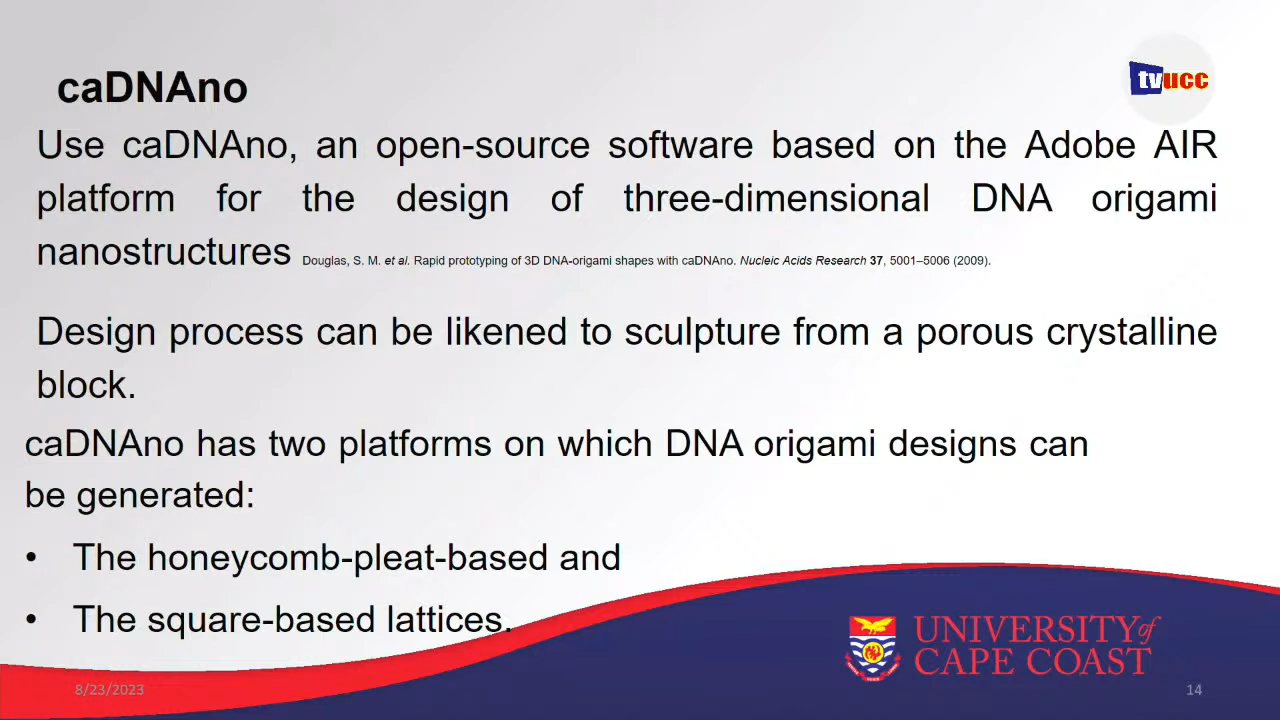 caDNAno
tvucc
Use caDNAno, an open-source software based on the Adobe AIR
platform for the design of three-dimensional DNA origami
nanostructures Douglas, S. M. et al. Rapid prototyping of 3D DNA-origami shapes with caDNAno. Nucleic Acids Research 37, 5001–5006 (2009).
Design process can be likened to sculpture from a porous crystalline
block.
caDNAno has two platforms on which DNA origami designs can
be generated:
• The honeycomb-pleat-based and
• The square-based lattices.
UNIVERSITY of
CAPE COAST
8/23/2023
14